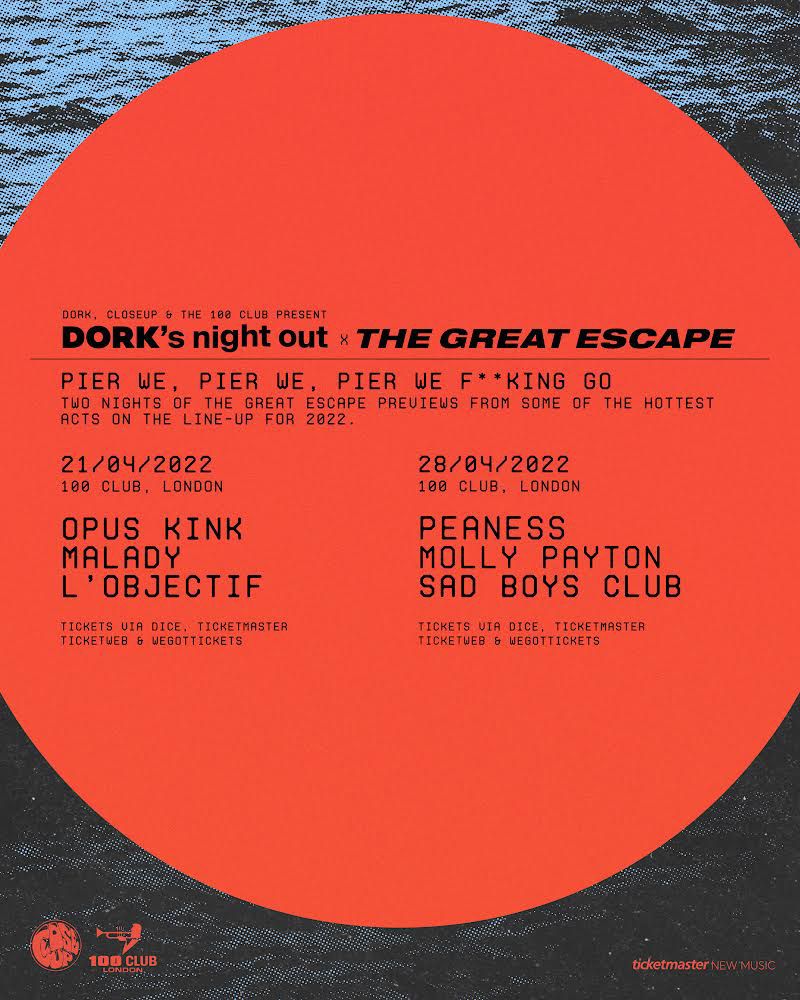 DORK, CLOSEUP & THE 100 CLUB PRESENT
DORK's night out x THE GREAT ESCAPE
PIER WE, PIER WE, PIER WE F**KING GO
TWO NIGHTS OF THE GREAT ESCAPE PREVIEWS FROM SOME OF THE HOTTEST
ACTS ON THE LINE-UP FOR 2022.
21/04/2022
100 CLUB, LONDON
OPUS KINK
MALADY
L'OBJECTIF
TICKETS VIA DICE, TICKETMASTER
TICKETWEB & WEGOTTICKETS
28/04/2022
100 CLUB, LONDON
PEANESS
MOLLY PAYTON
SAD BOYS CLUB
TICKETS VIA DICE, TICKETMASTER
TICKETWEB & WEGOTTICKETS
CLOSE UP
100 CLUB
LONDON
ticketmaster NEW MUSIC